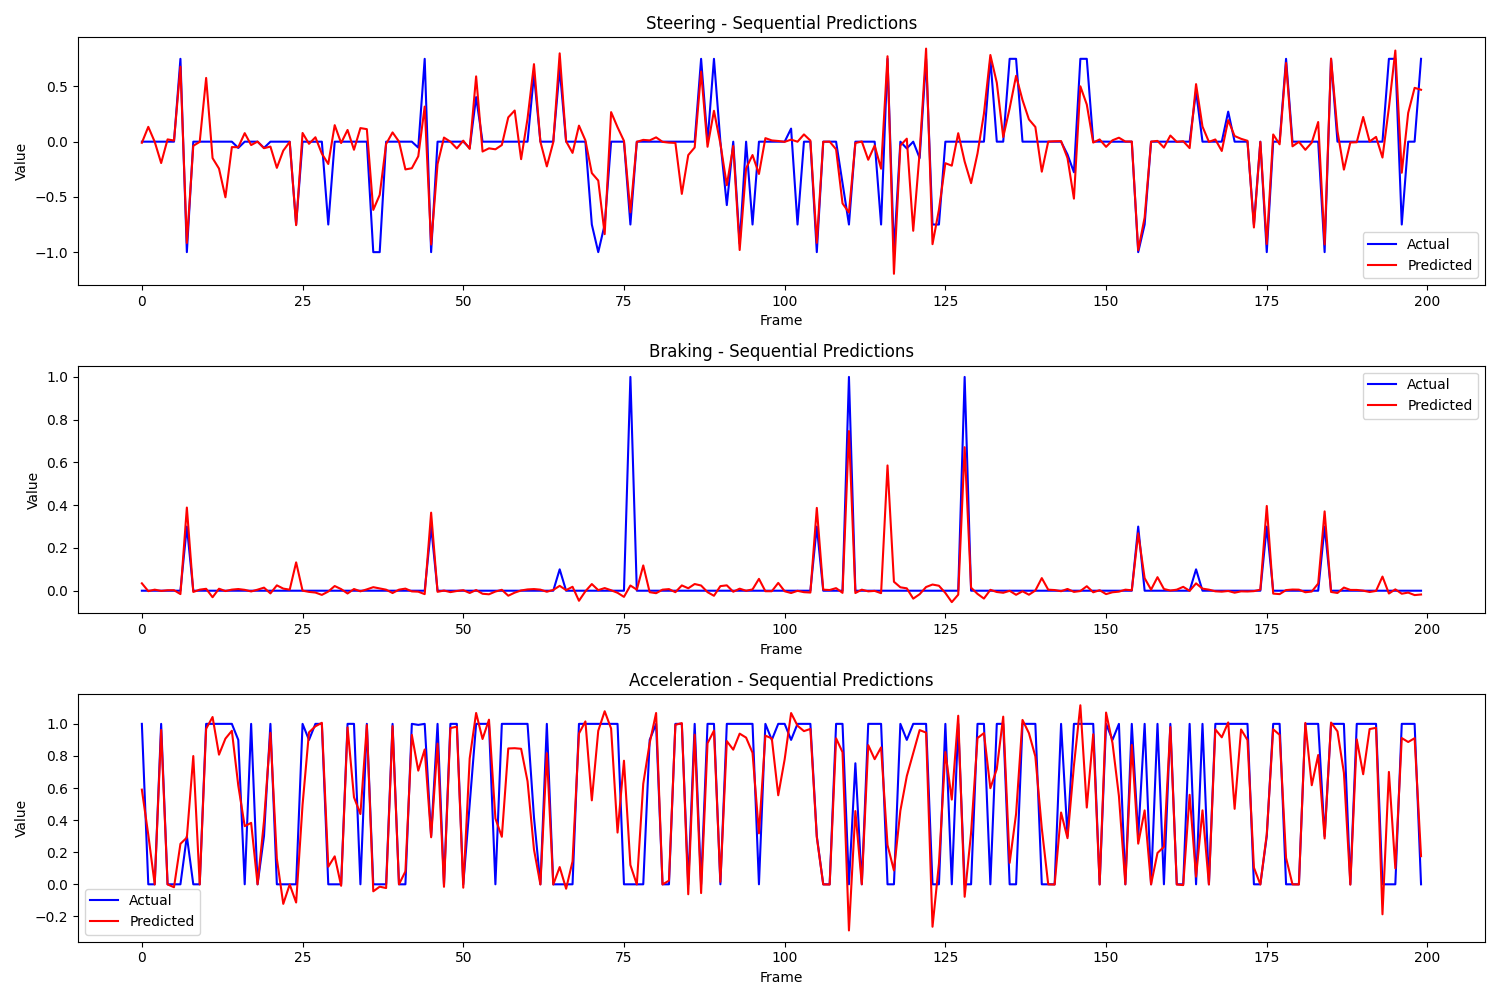 Steering - Sequential Predictions
Value
0.5
0.0
−0.5
−1.0
Actual
Predicted
0 25 50 75 100 125 150 175 200
Frame
Braking - Sequential Predictions
Value
1.0
0.8
0.6
0.4
0.2
0.0
Actual
Predicted
0 25 50 75 100 125 150 175 200
Frame
Acceleration - Sequential Predictions
Value
1.0
0.8
0.6
0.4
0.2
0.0
−0.2
Actual
Predicted
0 25 50 75 100 125 150 175 200
Frame